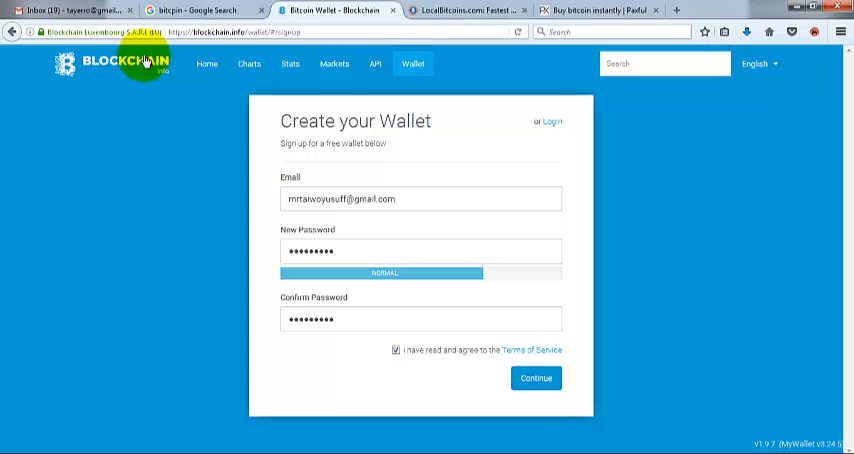 Inbox (19) - tayerro@gmail...
bitcpin - Google Search
Bitcoin Wallet - Blockchain
LocalBitcoins.com: Fastest ...
Buy bitcoin instantly | Paxful
Blockchain Luxembourg S.A.R.L (LU)
https://blockchain.info/wallet/#/signup
Search
BLOCKCHAIN
info
Home
Charts
Stats
Markets
API
Wallet
Search
English
Create your Wallet
or Login
Sign up for a free wallet below
Email
mrtaiwoyusuff@gmail.com
New Password
NORMAL
Confirm Password
I have read and agree to the Terms of Service
Continue
v1.9.7 (MyWallet v3.24.5)